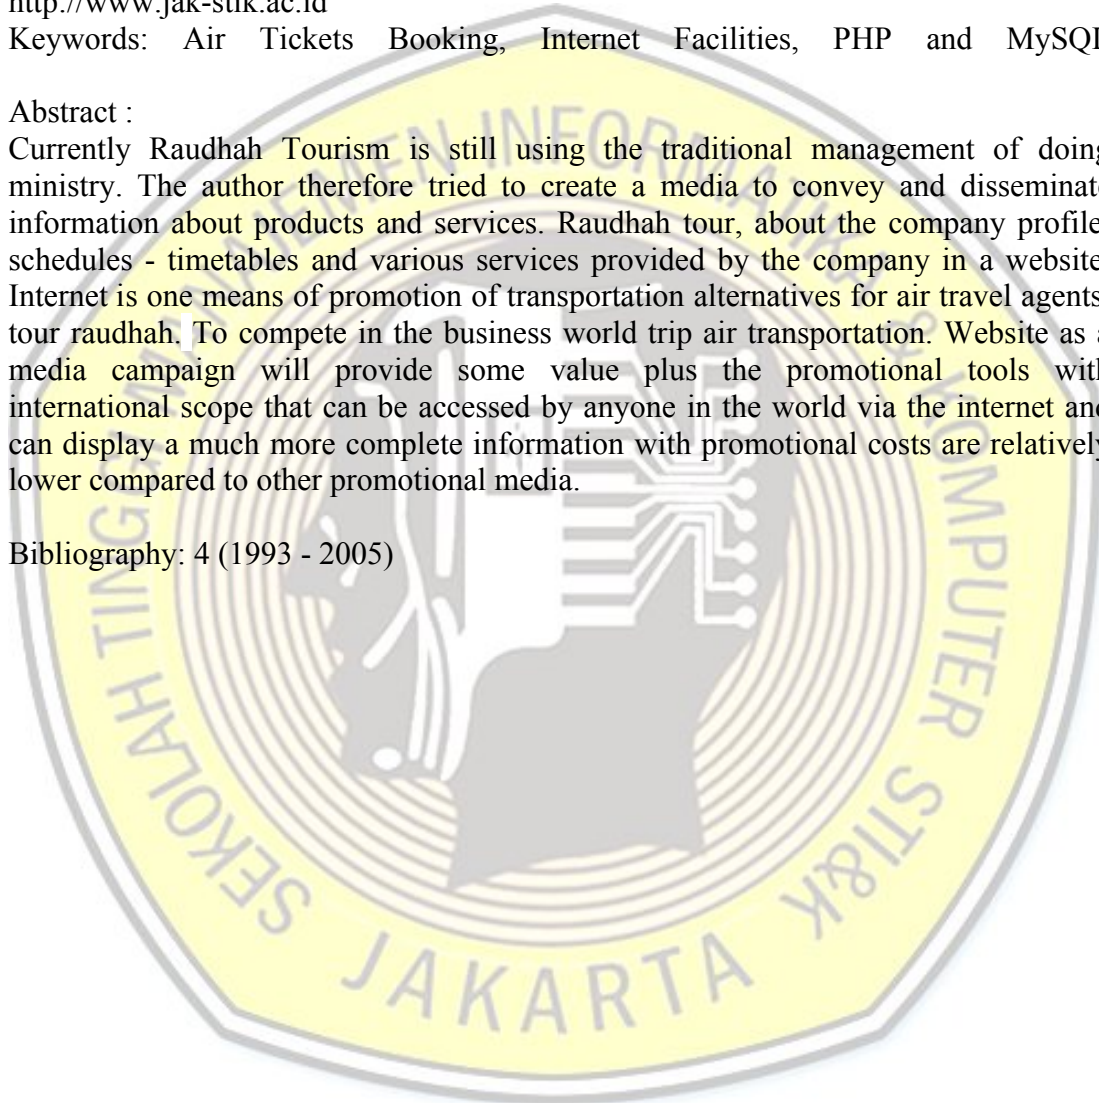 http://www.jak-stik.ac.id
Keywords: Air Tickets Booking, Internet Facilities, PHP and MySQL
Abstract :
Currently Raudhah Tourism is still using the traditional management of doing
ministry. The author therefore tried to create a media to convey and disseminat
information about products and services. Raudhah tour, about the company profile
schedules - timetables and various services provided by the company in a website
Internet is one means of promotion of transportation alternatives for air travel agents
tour raudhah. To compete in the business world trip air transportation. Website as a
media campaign will provide some value plus the promotional tools with
international scope that can be accessed by anyone in the world via the internet and
can display a much more complete information with promotional costs are relatively
lower compared to other promotional media.
Bibliography: 4 (1993 - 2005)
SEKOLAH TINGGI MANAJEMEN INFORMATIKA & KOMPUTER STI&K
JAKARTA